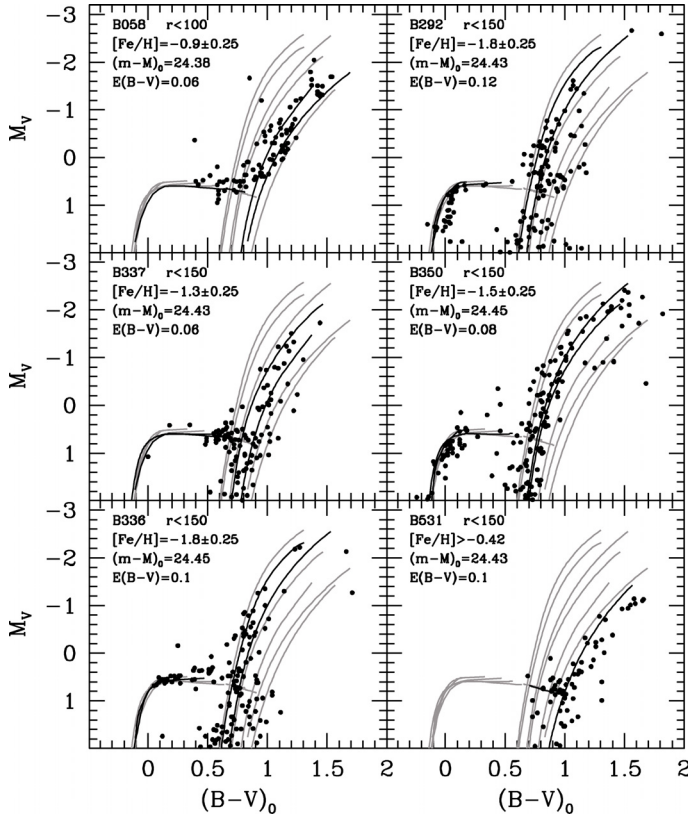 B058 r<100
[Fe/H]=−0.9±0.25
(m−M)₀=24.38
E(B−V)=0.06
B292 r<150
[Fe/H]=−1.8±0.25
(m−M)₀=24.43
E(B−V)=0.12
−3
−2
−1
0
1
M_V
B337 r<150
[Fe/H]=−1.3±0.25
(m−M)₀=24.43
E(B−V)=0.06
B350 r<150
[Fe/H]=−1.5±0.25
(m−M)₀=24.45
E(B−V)=0.08
−3
−2
−1
0
1
M_V
B336 r<150
[Fe/H]=−1.8±0.25
(m−M)₀=24.45
E(B−V)=0.1
B531 r<150
[Fe/H]>−0.42
(m−M)₀=24.43
E(B−V)=0.1
−3
−2
−1
0
1
2
M_V
0 0.5 1 1.5 0 0.5 1 1.5 2
(B−V)₀ (B−V)₀